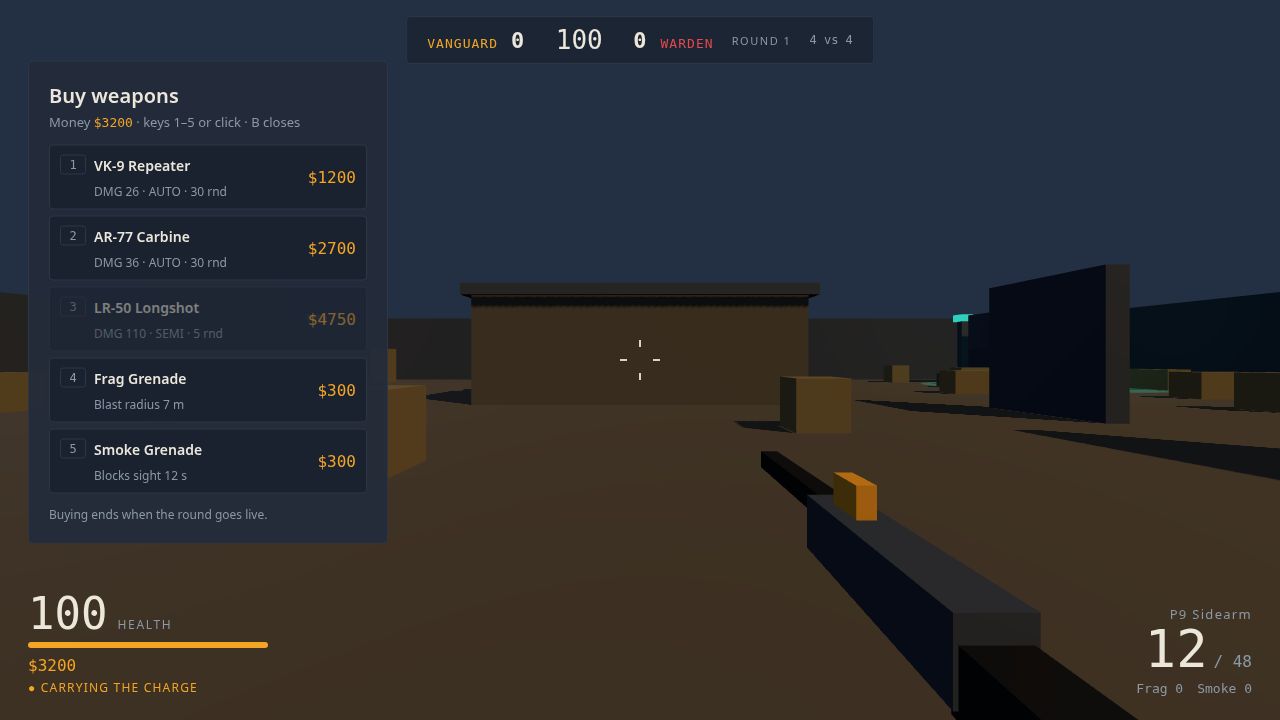 VANGUARD 0 100 0 WARDEN ROUND 1 4 vs 4
Buy weapons
Money $3200 · keys 1–5 or click · B closes
1 VK-9 Repeater $1200
DMG 26 · AUTO · 30 rnd
2 AR-77 Carbine $2700
DMG 36 · AUTO · 30 rnd
3 LR-50 Longshot $4750
DMG 110 · SEMI · 5 rnd
4 Frag Grenade $300
Blast radius 7 m
5 Smoke Grenade $300
Blocks sight 12 s
Buying ends when the round goes live.
100 HEALTH
$3200
● CARRYING THE CHARGE
P9 Sidearm
12 / 48
Frag 0 Smoke 0